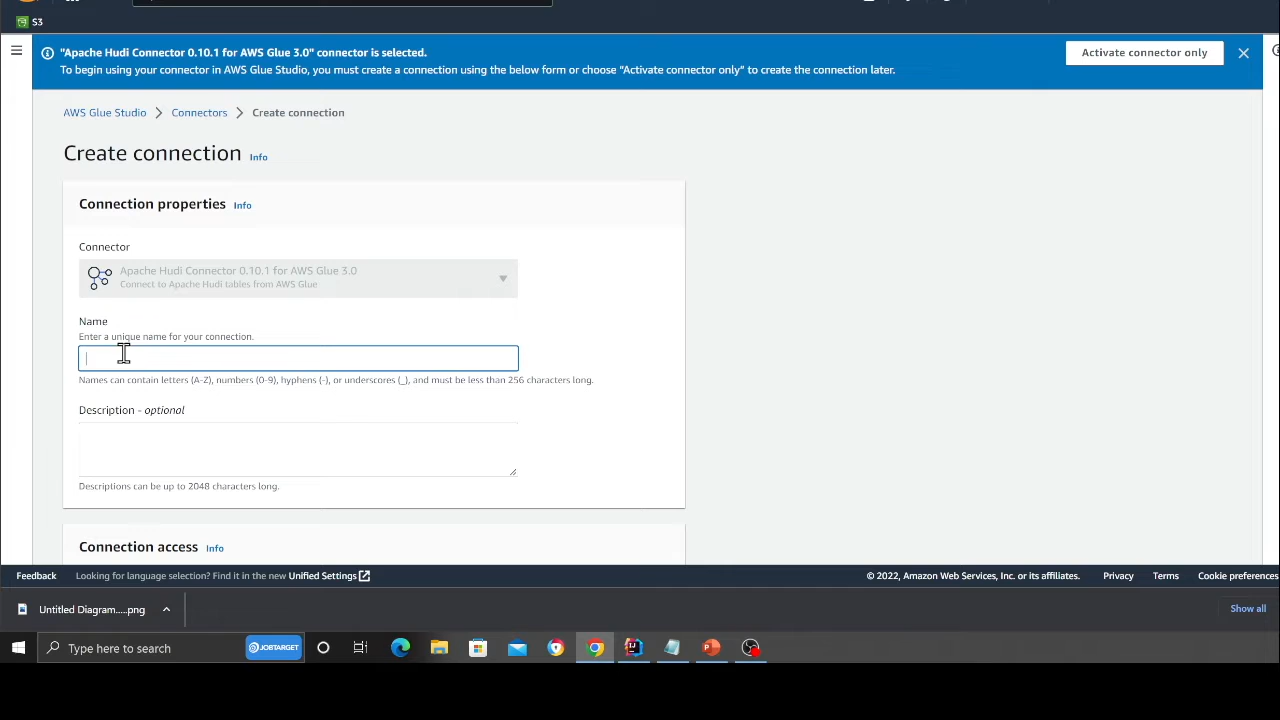 S3
"Apache Hudi Connector 0.10.1 for AWS Glue 3.0" connector is selected.
To begin using your connector in AWS Glue Studio, you must create a connection using the below form or choose "Activate connector only" to create the connection later.
Activate connector only
AWS Glue Studio > Connectors > Create connection
Create connection Info
Connection properties Info
Connector
Apache Hudi Connector 0.10.1 for AWS Glue 3.0
Connect to Apache Hudi tables from AWS Glue
Name
Enter a unique name for your connection.
Names can contain letters (A-Z), numbers (0-9), hyphens (-), or underscores (_), and must be less than 256 characters long.
Description - optional
Descriptions can be up to 2048 characters long.
Connection access Info
Feedback Looking for language selection? Find it in the new Unified Settings © 2022, Amazon Web Services, Inc. or its affiliates. Privacy Terms Cookie preferences
Untitled Diagram.....png Show all
Type here to search JOBTARGET